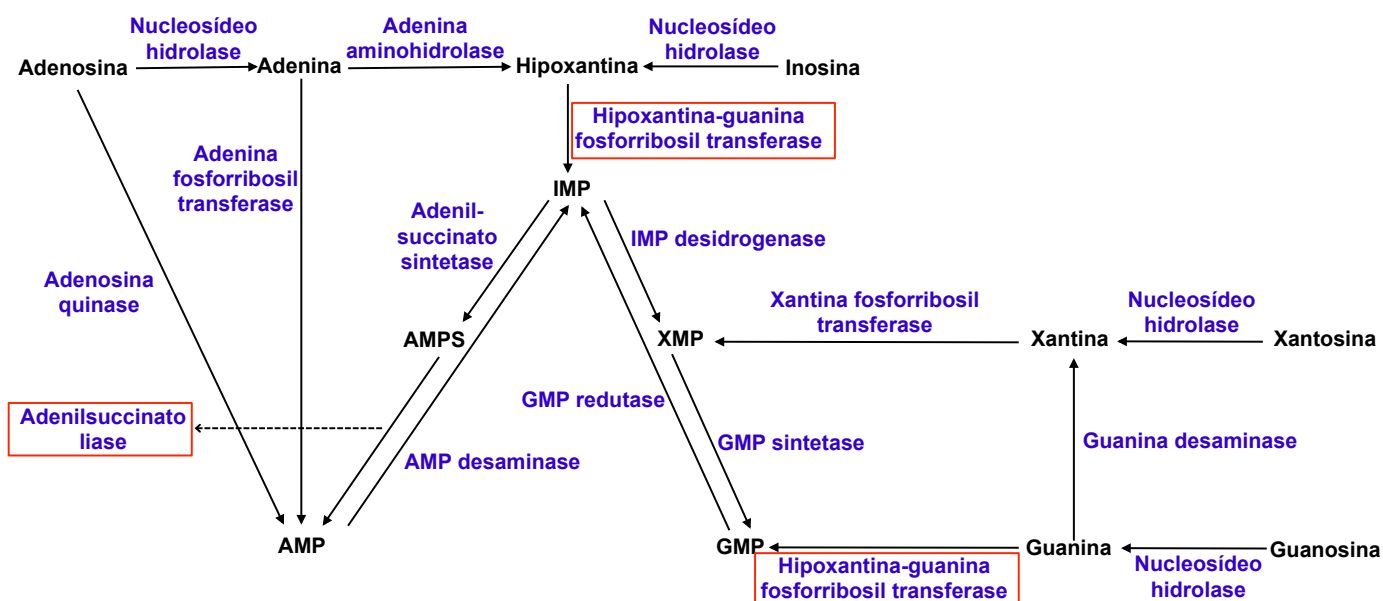 Nucleosídeo
hidrolase
Adenina
aminohidrolase
Nucleosídeo
hidrolase
Adenosina
Adenina
Hipoxantina
Inosina
Hipoxantina-guanina
fosforribosil transferase
Adenina
fosforribosil
transferase
IMP
Adenil-
succinato
sintetase
IMP desidrogenase
Adenosina
quinase
Xantina fosforribosil
transferase
Nucleosídeo
hidrolase
AMPS
XMP
Xantina
Xantosina
Adenilsuccinato
liase
GMP redutase
GMP sintetase
Guanina desaminase
AMP desaminase
AMP
GMP
Guanina
Guanosina
Hipoxantina-guanina
fosforribosil transferase
Nucleosídeo
hidrolase